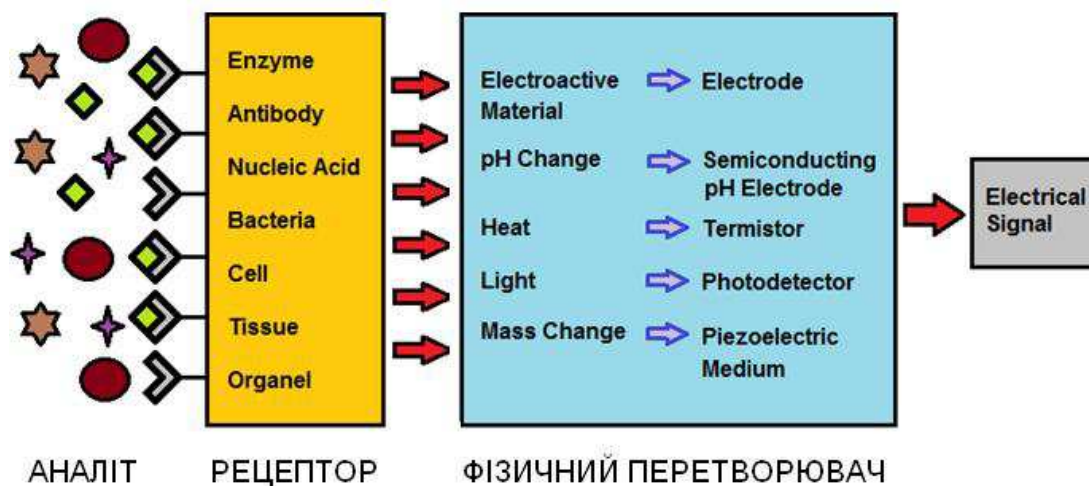 Enzyme
Antibody
Nucleic Acid
Bacteria
Cell
Tissue
Organel
Electroactive
Material
Electrode
pH Change
Semiconducting
pH Electrode
Heat
Termistor
Light
Photodetector
Mass Change
Piezoelectric
Medium
Electrical
Signal
АНАЛІТ
РЕЦЕПТОР
ФІЗИЧНИЙ ПЕРЕТВОРЮВАЧ